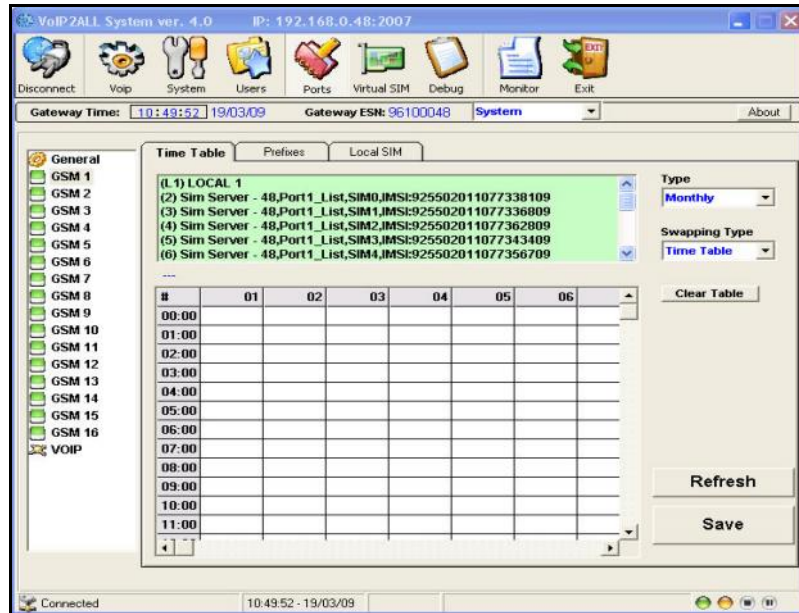 VoIP2ALL System ver. 4.0 IP: 192.168.0.48:2007
Disconnect Voip System Users Ports Virtual SIM Debug Monitor Exit
Gateway Time: 10:49:52 19/03/09 Gateway ESN: 96100048 System About
General
GSM 1
GSM 2
GSM 3
GSM 4
GSM 5
GSM 6
GSM 7
GSM 8
GSM 9
GSM 10
GSM 11
GSM 12
GSM 13
GSM 14
GSM 15
GSM 16
VOIP
Time Table Prefixes Local SIM
(L1) LOCAL 1
(2) Sim Server - 48,Port1_List,SIM0,IMSI:925502011077338109
(3) Sim Server - 48,Port1_List,SIM1,IMSI:925502011077336809
(4) Sim Server - 48,Port1_List,SIM2,IMSI:925502011077362809
(5) Sim Server - 48,Port1_List,SIM3,IMSI:925502011077343409
(6) Sim Server - 48,Port1_List,SIM4,IMSI:925502011077356709
---
# 01 02 03 04 05 06
00:00
01:00
02:00
03:00
04:00
05:00
06:00
07:00
08:00
09:00
10:00
11:00
Type
Monthly
Swapping Type
Time Table
Clear Table
Refresh
Save
Connected 10:49:52 - 19/03/09